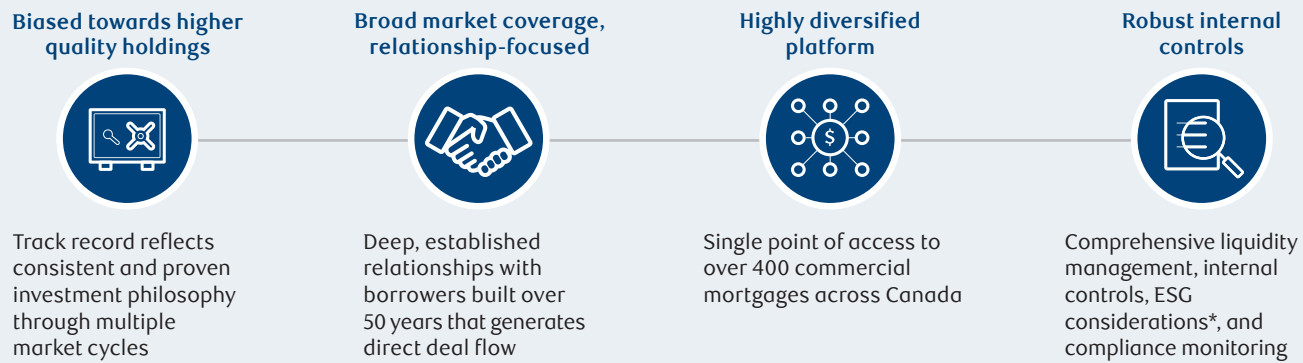 Biased towards higher
quality holdings
Track record reflects
consistent and proven
investment philosophy
through multiple
market cycles
Broad market coverage,
relationship-focused
Deep, established
relationships with
borrowers built over
50 years that generates
direct deal flow
Highly diversified
platform
$
Single point of access to
over 400 commercial
mortgages across Canada
Robust internal
controls
Comprehensive liquidity
management, internal
controls, ESG
considerations*, and
compliance monitoring